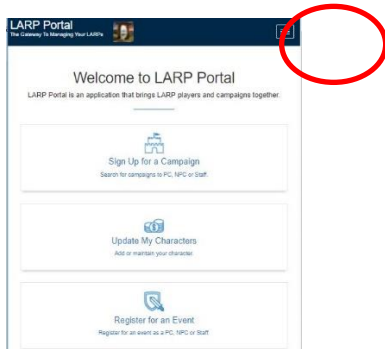 LARP Portal
The Gateway To Managing Your LARPs
Welcome to LARP Portal
LARP Portal is an application that brings LARP players and campaigns together.
Sign Up for a Campaign
Search for campaigns to PC, NPC or Staff.
Update My Characters
Add or maintain your character.
Register for an Event
Register for an event as a PC, NPC or Staff